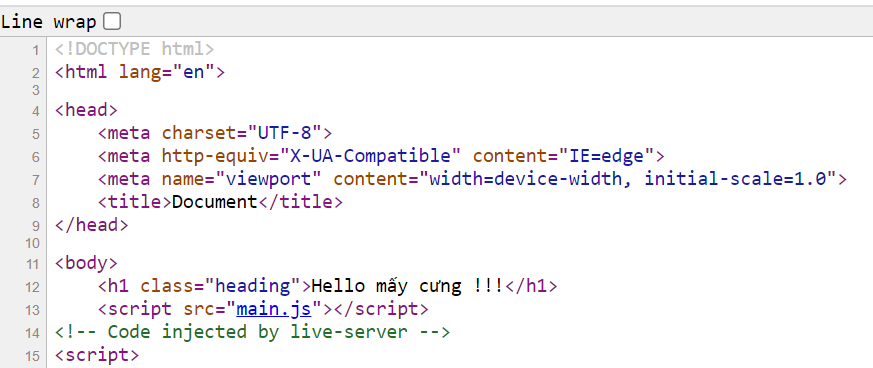 Line wrap
1 <!DOCTYPE html>
2 <html lang="en">
3
4 <head>
5     <meta charset="UTF-8">
6     <meta http-equiv="X-UA-Compatible" content="IE=edge">
7     <meta name="viewport" content="width=device-width, initial-scale=1.0">
8     <title>Document</title>
9 </head>
10
11 <body>
12     <h1 class="heading">Hello mấy cưng !!!</h1>
13     <script src="main.js"></script>
14 <!-- Code injected by live-server -->
15 <script>